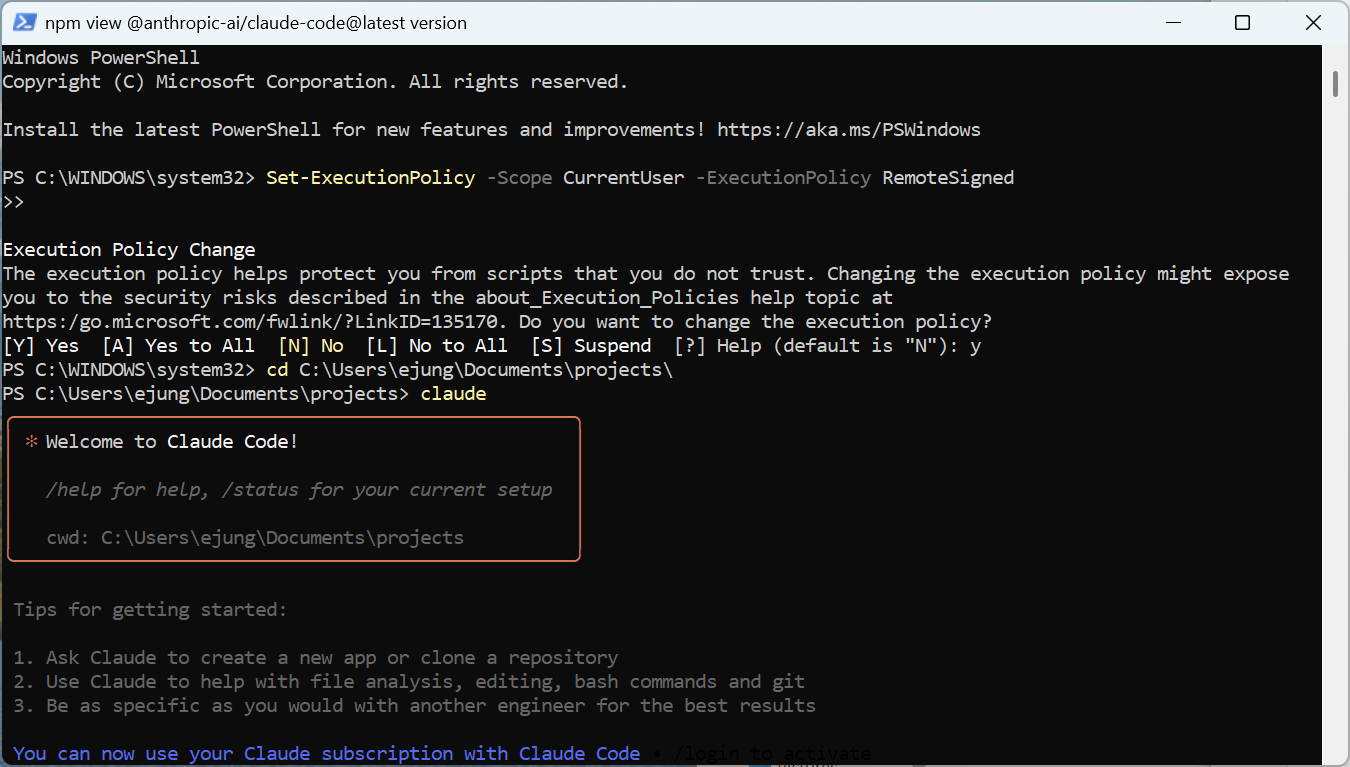 npm view @anthropic-ai/claude-code@latest version
Windows PowerShell
Copyright (C) Microsoft Corporation. All rights reserved.
Install the latest PowerShell for new features and improvements! https://aka.ms/PSWindows
PS C:\WINDOWS\system32> Set-ExecutionPolicy -Scope CurrentUser -ExecutionPolicy RemoteSigned
>>
Execution Policy Change
The execution policy helps protect you from scripts that you do not trust. Changing the execution policy might expose
you to the security risks described in the about_Execution_Policies help topic at
https:/go.microsoft.com/fwlink/?LinkID=135170. Do you want to change the execution policy?
[Y] Yes  [A] Yes to All  [N] No  [L] No to All  [S] Suspend  [?] Help (default is "N"): y
PS C:\WINDOWS\system32> cd C:\Users\ejung\Documents\projects\
PS C:\Users\ejung\Documents\projects> claude
* Welcome to Claude Code!
/help for help, /status for your current setup
cwd: C:\Users\ejung\Documents\projects
Tips for getting started:
1. Ask Claude to create a new app or clone a repository
2. Use Claude to help with file analysis, editing, bash commands and git
3. Be as specific as you would with another engineer for the best results
You can now use your Claude subscription with Claude Code • /login to activate